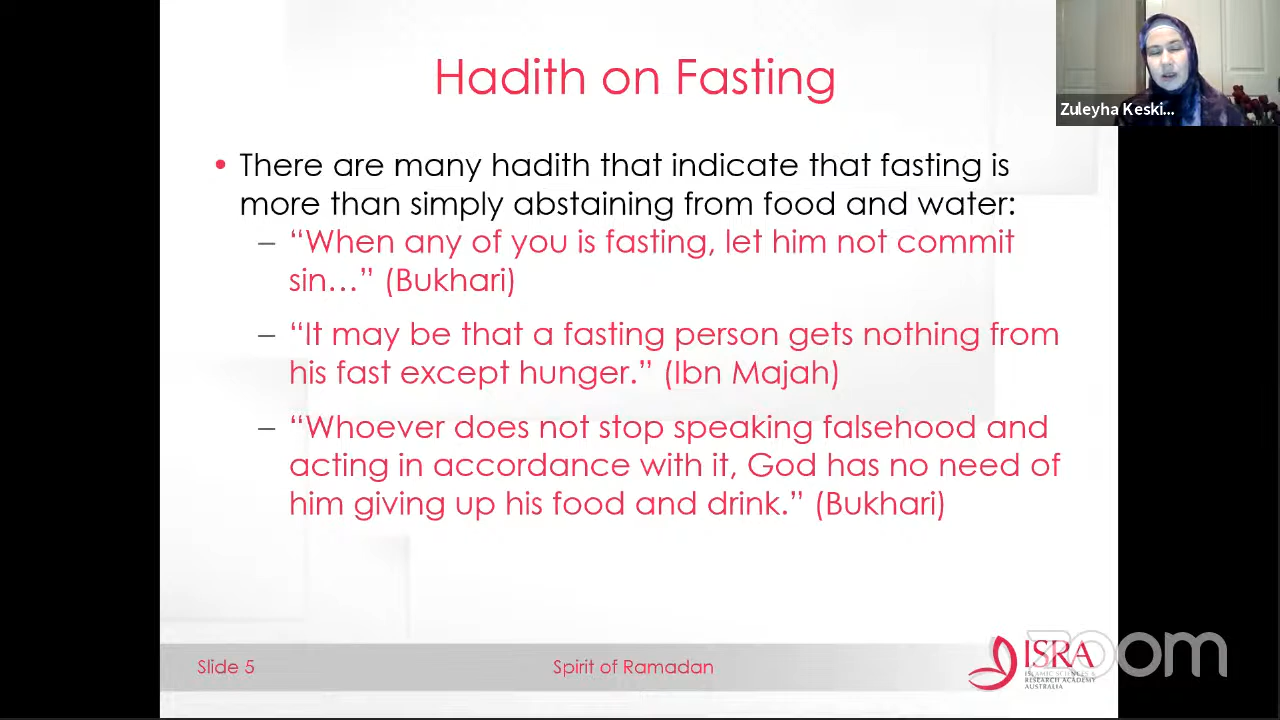 Hadith on Fasting
Zuleyha Keski...
• There are many hadith that indicate that fasting is
more than simply abstaining from food and water:
– “When any of you is fasting, let him not commit
sin…” (Bukhari)
– “It may be that a fasting person gets nothing from
his fast except hunger.” (Ibn Majah)
– “Whoever does not stop speaking falsehood and
acting in accordance with it, God has no need of
him giving up his food and drink.” (Bukhari)
Slide 5
Spirit of Ramadan
ISRA
ISLAMIC SCIENCES &
RESEARCH ACADEMY
AUSTRALIA
zoom